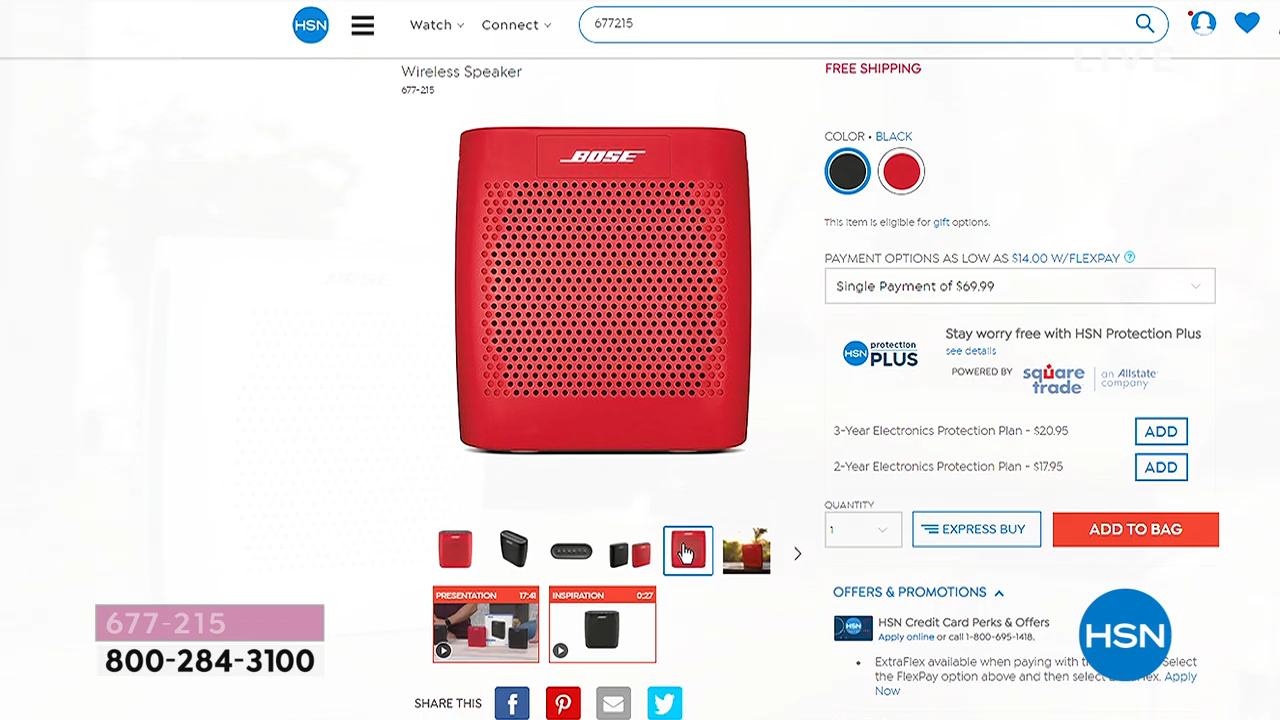 HSN
Watch
Connect
677215
LIVE
Wireless Speaker
677-215
FREE SHIPPING
BOSE
COLOR • BLACK
This item is eligible for gift options.
PAYMENT OPTIONS AS LOW AS $14.00 W/FLEXPAY ?
Single Payment of $69.99
HSN protection PLUS
Stay worry free with HSN Protection Plus
see details
POWERED BY square trade | an Allstate company
3-Year Electronics Protection Plan - $20.95 ADD
2-Year Electronics Protection Plan - $17.95 ADD
QUANTITY
1
EXPRESS BUY
ADD TO BAG
PRESENTATION 17:41
INSPIRATION 0:27
OFFERS & PROMOTIONS
HSN
HSN Credit Card Perks & Offers
Apply online or call 1-800-695-1418.
• ExtraFlex available when paying with Select
the FlexPay option above and then select Apply
Now
SHARE THIS
677-215
800-284-3100
HSN